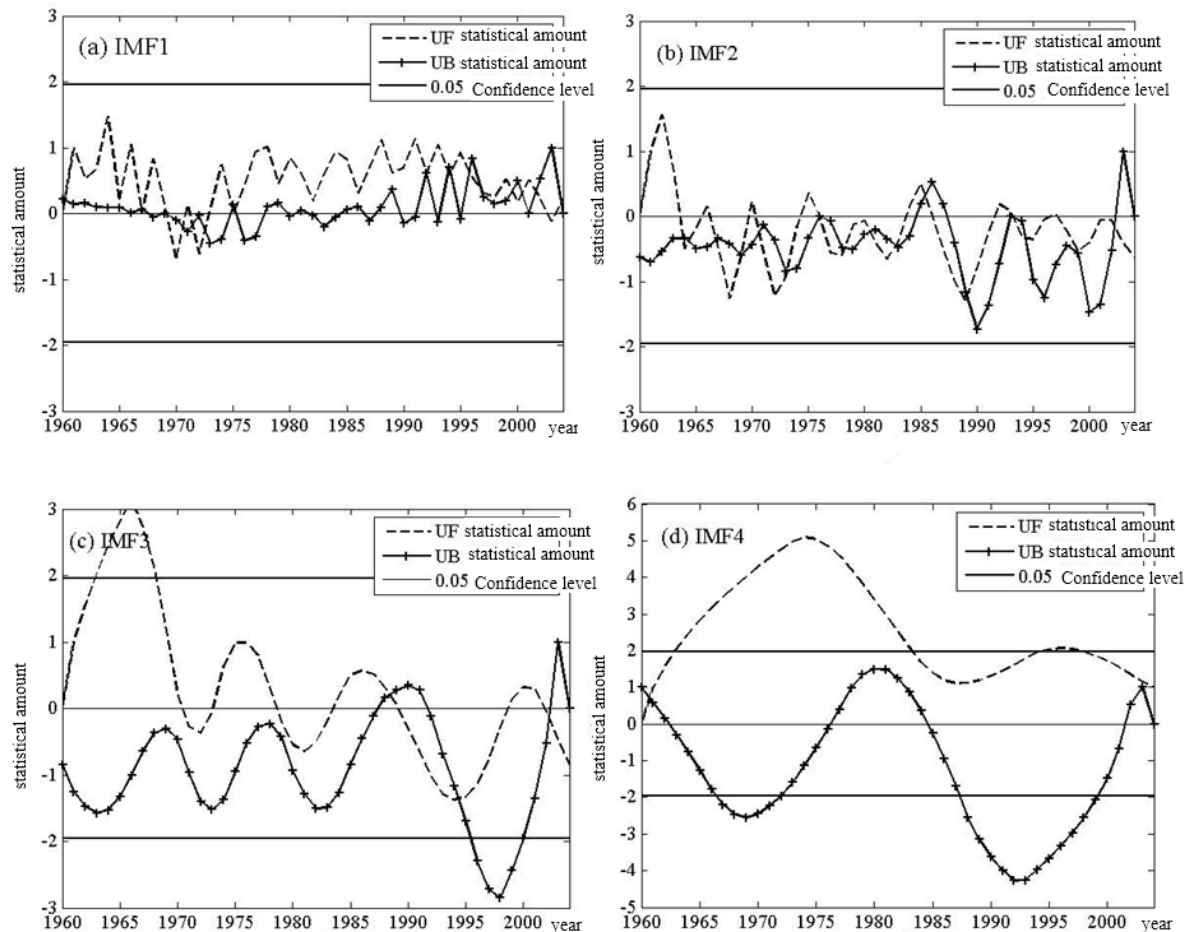 (a) IMF1
UF statistical amount
UB statistical amount
0.05 Confidence level
statistical amount
3
2
1
0
-1
-2
-3
1960 1965 1970 1975 1980 1985 1990 1995 2000 year
(b) IMF2
UF statistical amount
UB statistical amount
0.05 Confidence level
statistical amount
3
2
1
0
-1
-2
-3
1960 1965 1970 1975 1980 1985 1990 1995 2000 year
(c) IMF3
UF statistical amount
UB statistical amount
0.05 Confidence level
statistical amount
3
2
1
0
-1
-2
-3
1960 1965 1970 1975 1980 1985 1990 1995 2000 year
(d) IMF4
UF statistical amount
UB statistical amount
0.05 Confidence level
statistical amount
6
5
4
3
2
1
0
-1
-2
-3
-4
-5
1960 1965 1970 1975 1980 1985 1990 1995 2000 year